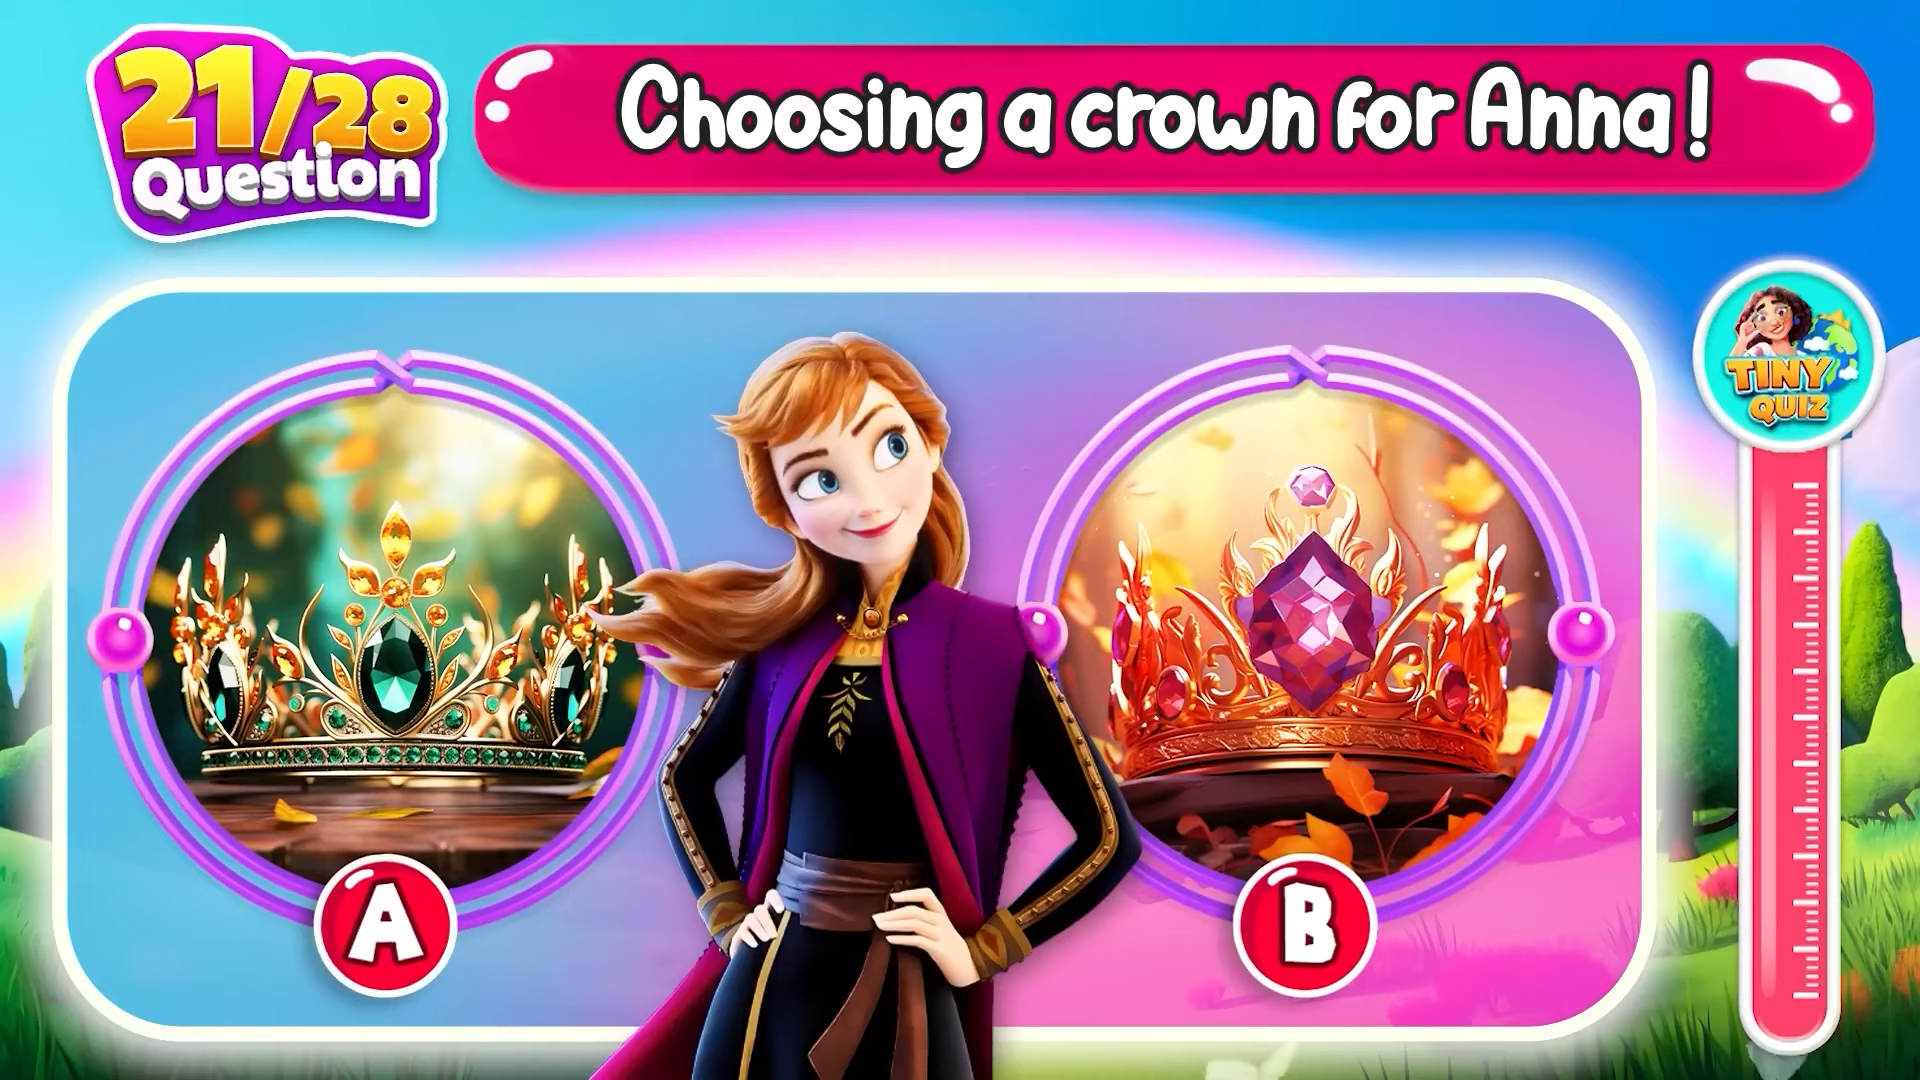 21/28
Question
Choosing a crown for Anna!
TINY
QUIZ
A
B